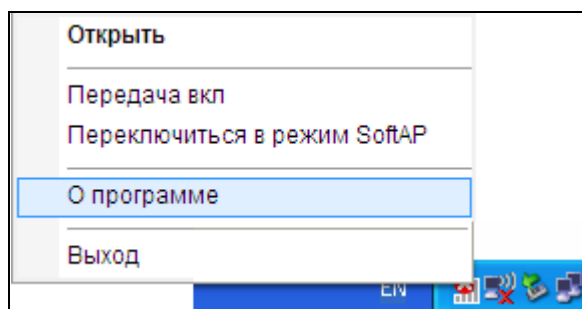 Открыть
Передача вкл
Переключиться в режим SoftAP
О программе
Выход
EN